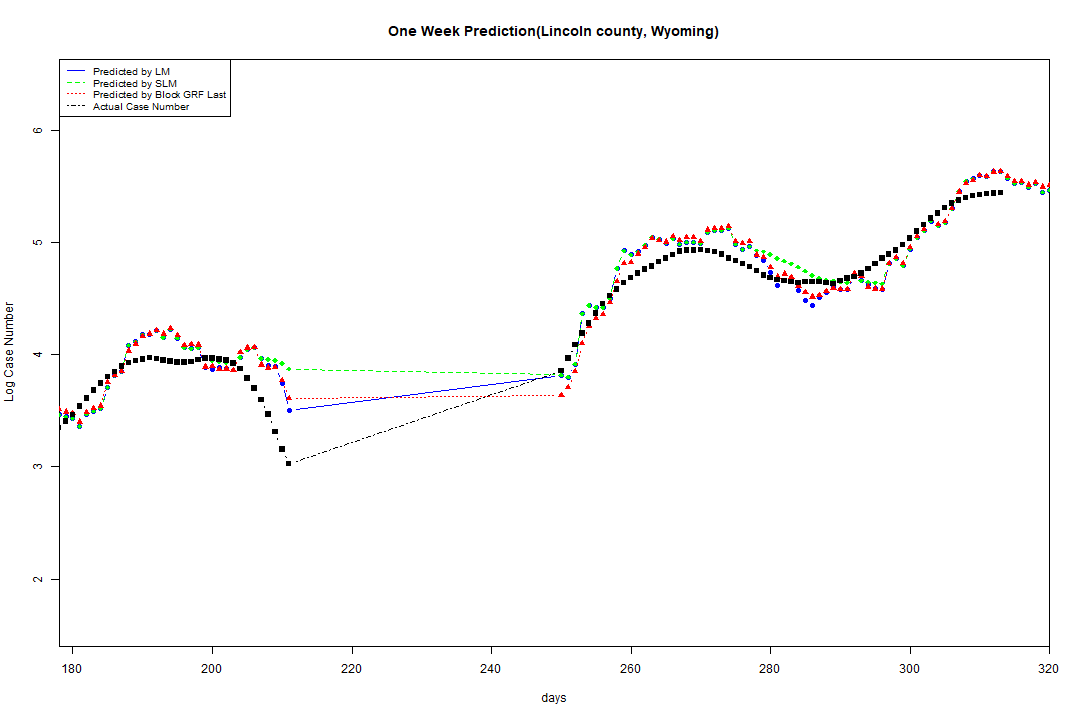 One Week Prediction(Lincoln county, Wyoming)
Predicted by LM
Predicted by SLM
Predicted by Block GRF Last
Actual Case Number
6
5
4
3
2
Log Case Number
180 200 220 240 260 280 300 320
days